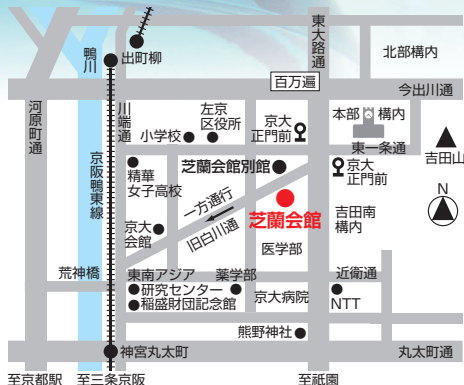 鴨川
出町柳
東大路通
北部構内
百万遍
今出川通
河原町通
川端通
左京
区役所
小学校
京大
正門前
本部
構内
東一条通
吉田山
京阪鴨東線
精華
女子高校
芝蘭会館別館
京大
正門前
N
一方通行
旧白川通
芝蘭会館
吉田南
構内
京大
会館
医学部
荒神橋
東南アジア
研究センター
稲盛財団記念館
薬学部
近衛通
京大病院
NTT
熊野神社
神宮丸太町
丸太町通
至京都駅
至三条京阪
至祇園